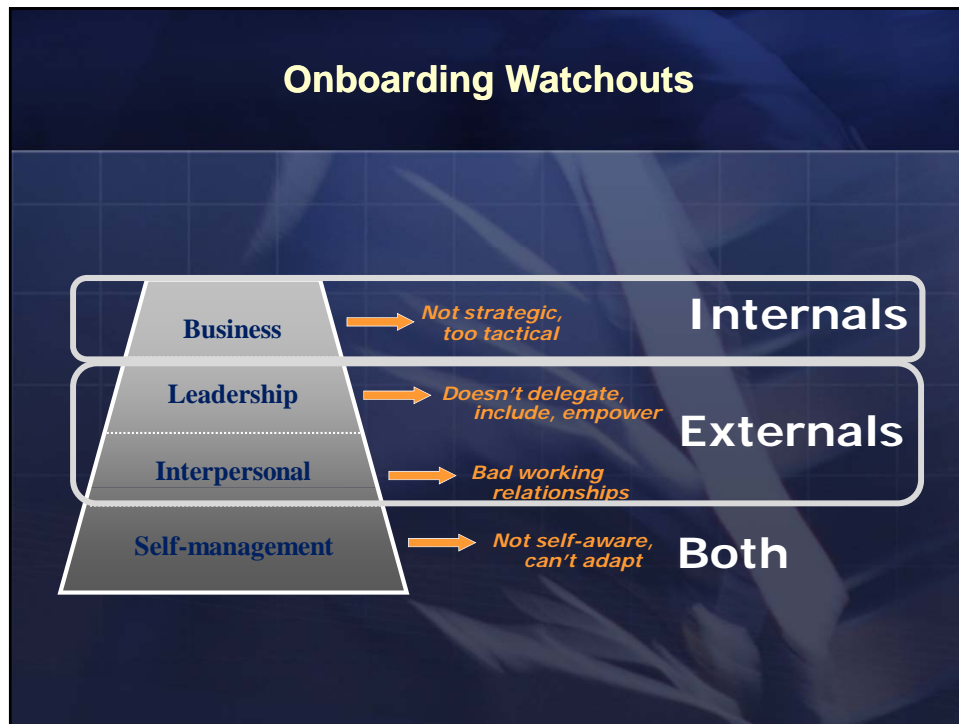 Onboarding Watchouts
Business
Not strategic,
too tactical
Internals
Leadership
Doesn't delegate,
include, empower
Externals
Interpersonal
Bad working
relationships
Self-management
Not self-aware,
can't adapt
Both